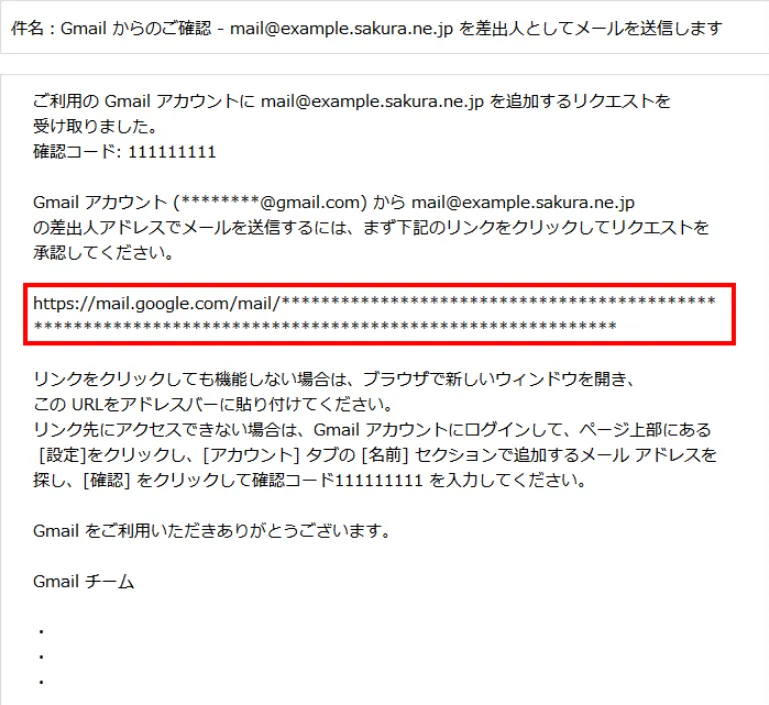 件名：Gmail からのご確認 - mail@example.sakura.ne.jp を差出人としてメールを送信します
ご利用の Gmail アカウントに mail@example.sakura.ne.jp を追加するリクエストを
受け取りました。
確認コード: 111111111
Gmail アカウント (********@gmail.com) から mail@example.sakura.ne.jp
の差出人アドレスでメールを送信するには、まず下記のリンクをクリックしてリクエストを
承認してください。
https://mail.google.com/mail/********************************************
***********************************************************
リンクをクリックしても機能しない場合は、ブラウザで新しいウィンドウを開き、
この URLをアドレスバーに貼り付けてください。
リンク先にアクセスできない場合は、Gmail アカウントにログインして、ページ上部にある
[設定]をクリックし、[アカウント] タブの [名前] セクションで追加するメール アドレスを
探し、[確認] をクリックして確認コード111111111 を入力してください。
Gmail をご利用いただきありがとうございます。
Gmail チーム
・
・
・